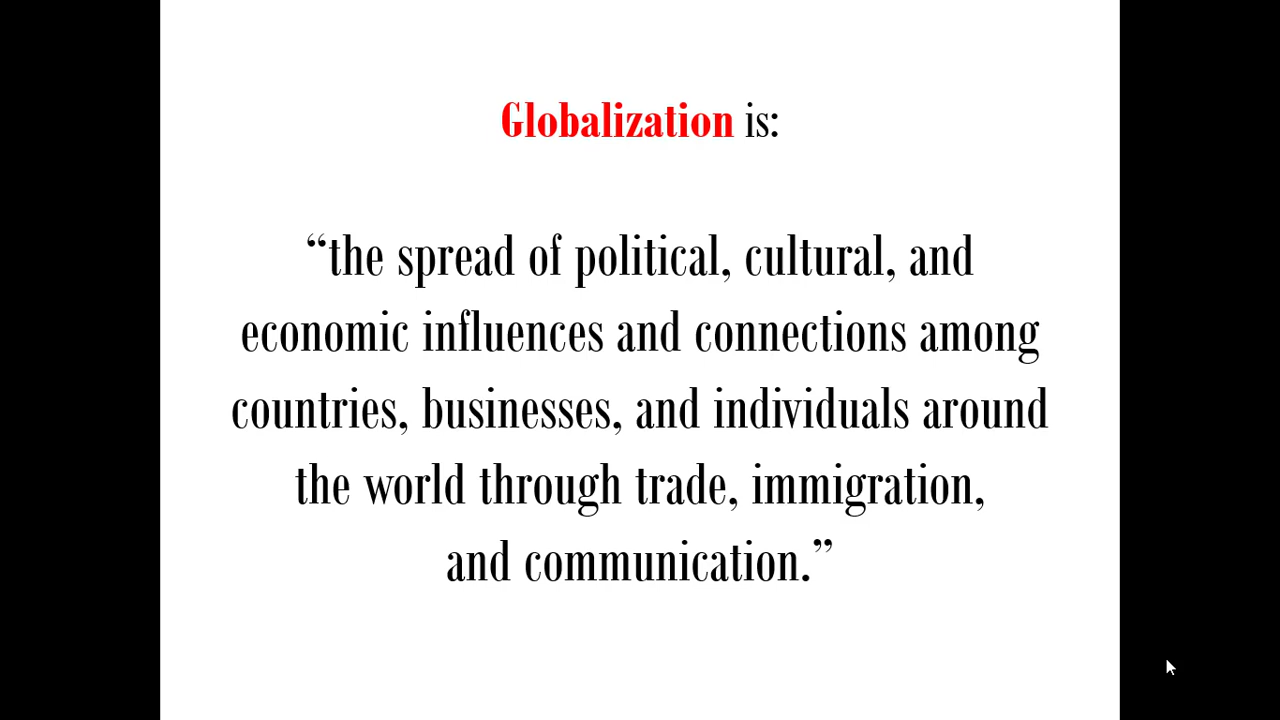 Globalization is:
“the spread of political, cultural, and
economic influences and connections among
countries, businesses, and individuals around
the world through trade, immigration,
and communication.”